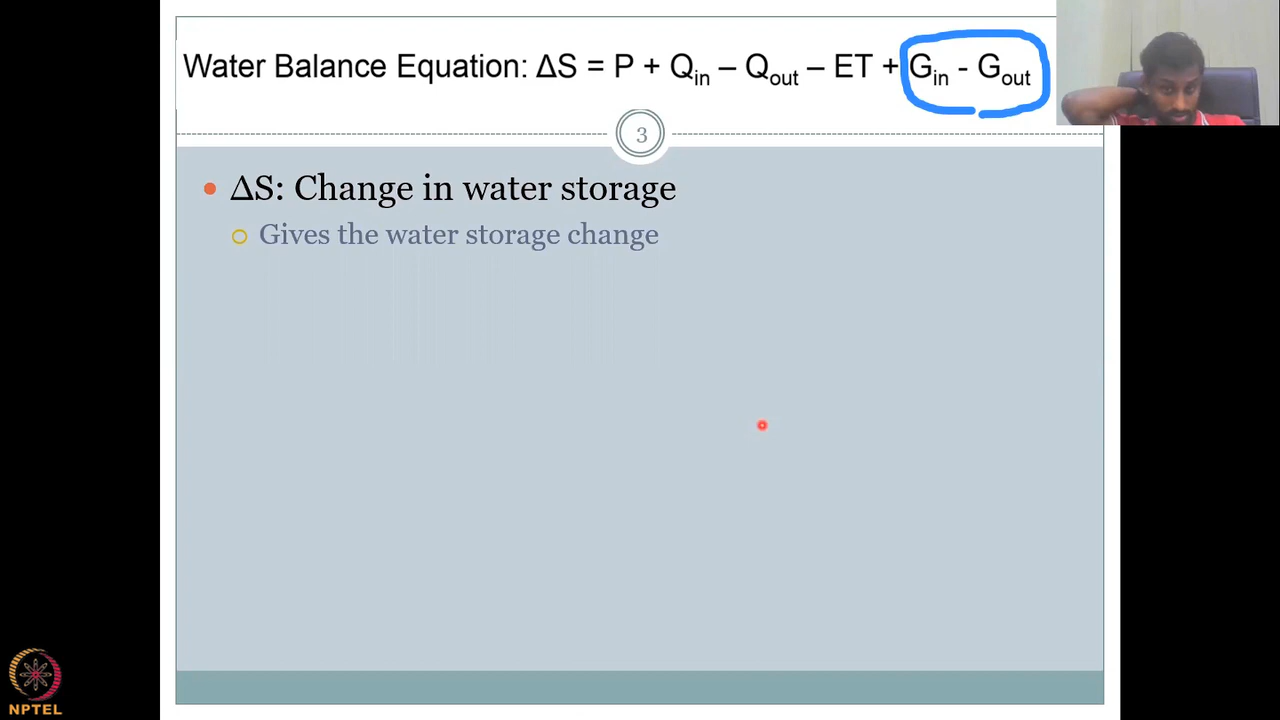 Water Balance Equation: ΔS = P + Qin – Qout – ET + Gin - Gout
3
ΔS: Change in water storage
Gives the water storage change
NPTEL